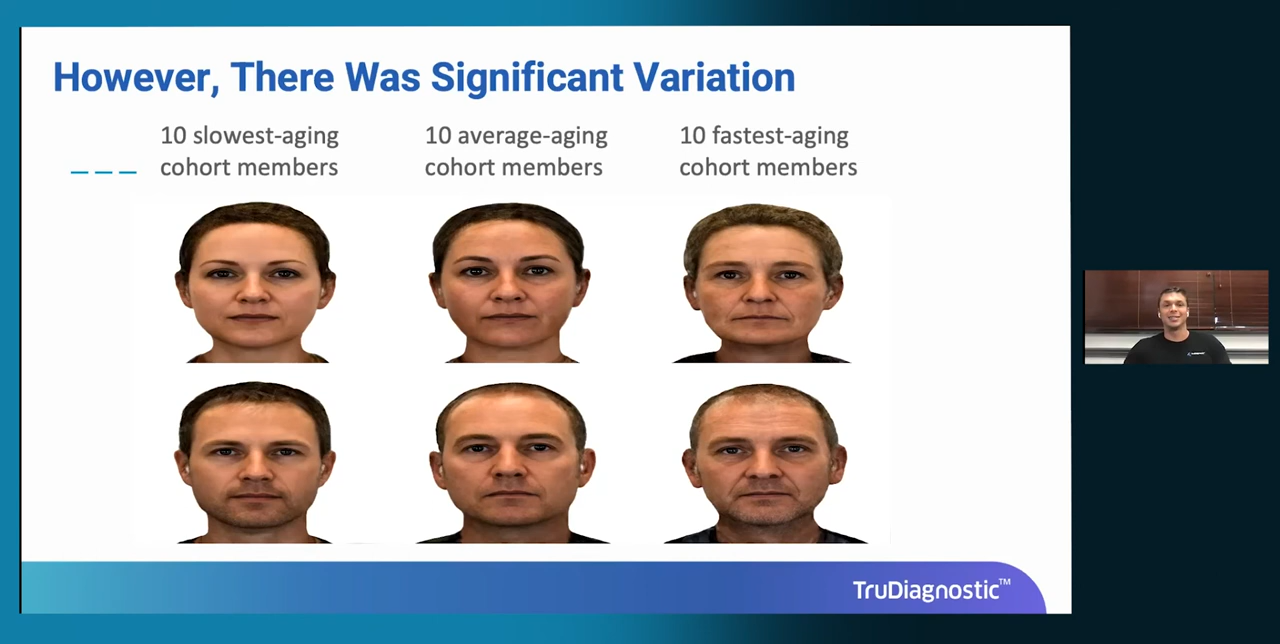 However, There Was Significant Variation
10 slowest-aging
cohort members
10 average-aging
cohort members
10 fastest-aging
cohort members
TruDiagnostic™